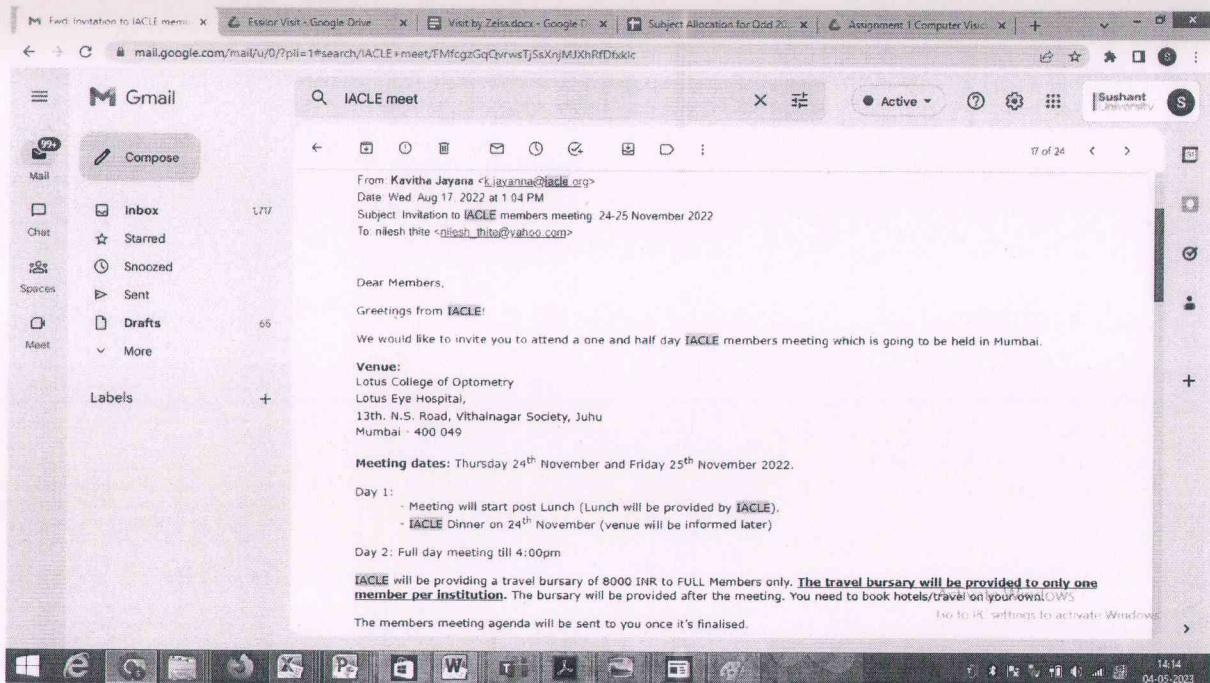 Fwd: Invitation to IACLE mem
Essilor Visit - Google Drive
Visit by Zeiss.docx - Google D
Subject Allocation for Odd 20
Assignment 1 Computer Visi
mail.google.com/mail/u/0/?pli=1#search/IACLE+meet/
Gmail
IACLE meet
Active
Sushant
University
S
99+
Mail
Compose
17 of 24
Chat
Spaces
Meet
Inbox 1,717
Starred
Snoozed
Sent
Drafts 66
More
Labels
From: Kavitha Jayana <k.jayanna@iacle.org>
Date: Wed, Aug 17, 2022 at 1:04 PM
Subject: Invitation to IACLE members meeting 24-25 November 2022
To: nilesh thite <nilesh_thite@yahoo.com>
Dear Members,
Greetings from IACLE!
We would like to invite you to attend a one and half day IACLE members meeting which is going to be held in Mumbai.
Venue:
Lotus College of Optometry
Lotus Eye Hospital,
13th. N.S. Road, Vithalnagar Society, Juhu
Mumbai - 400 049
Meeting dates: Thursday 24th November and Friday 25th November 2022.
Day 1:
- Meeting will start post Lunch (Lunch will be provided by IACLE).
- IACLE Dinner on 24th November (venue will be informed later)
Day 2: Full day meeting till 4:00pm
IACLE will be providing a travel bursary of 8000 INR to FULL Members only. The travel bursary will be provided to only one
member per institution. The bursary will be provided after the meeting. You need to book hotels/travel on your own.
Activate Windows
Go to PC settings to activate Windows.
The members meeting agenda will be sent to you once it's finalised.
14:14
04-05-2023